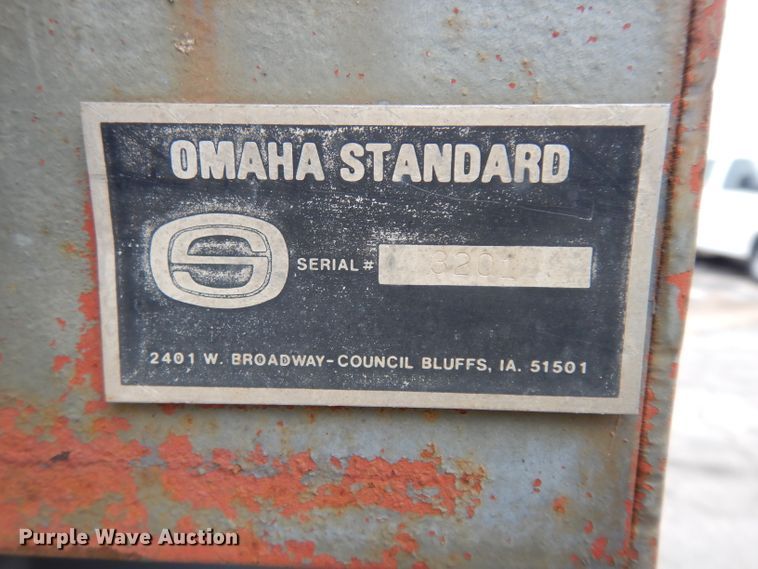 OMAHA STANDARD
S
SERIAL # 3201
2401 W. BROADWAY-COUNCIL BLUFFS, IA. 51501
Purple Wave Auction